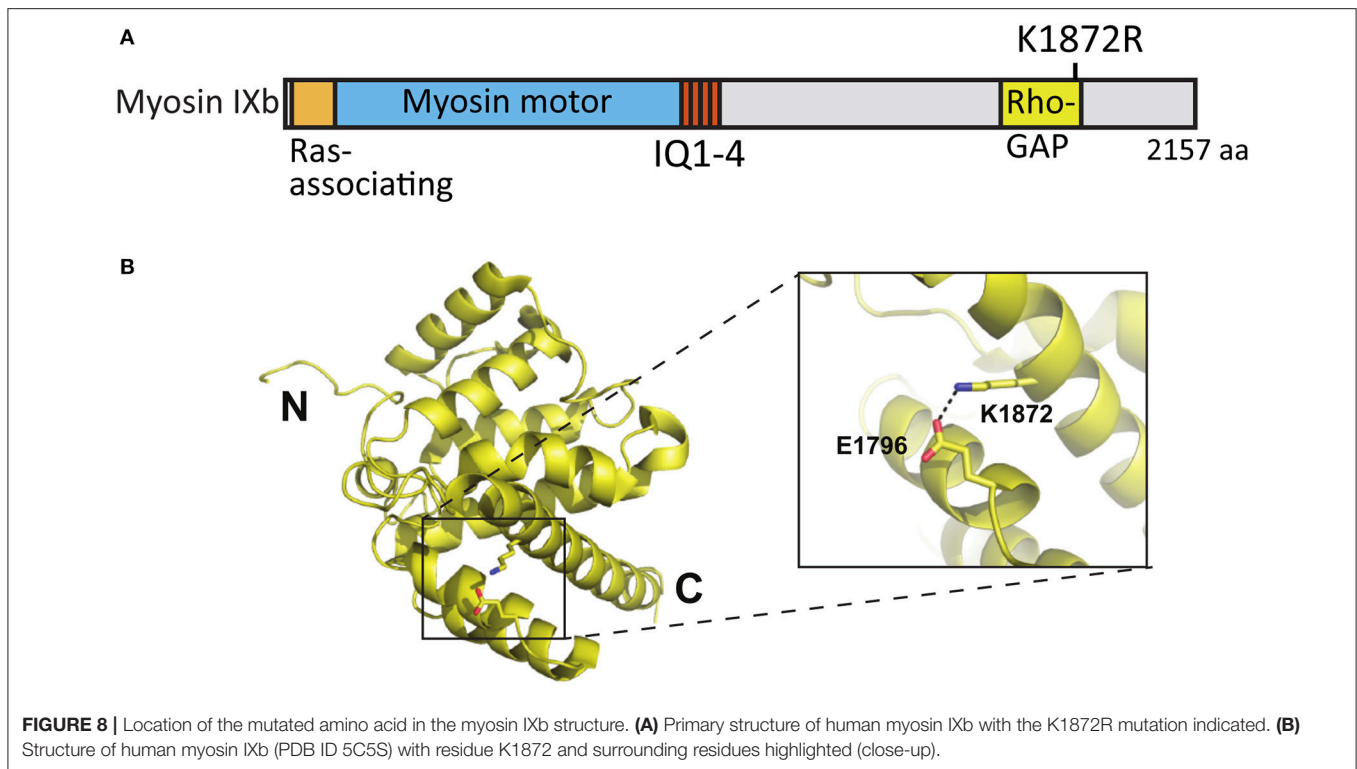 A
K1872R
Myosin IXb
Myosin motor
Rho-
Ras-
associating
IQ1-4
GAP
2157 aa
B
N
C
K1872
E1796
FIGURE 8 | Location of the mutated amino acid in the myosin IXb structure. (A) Primary structure of human myosin IXb with the K1872R mutation indicated. (B)
Structure of human myosin IXb (PDB ID 5C5S) with residue K1872 and surrounding residues highlighted (close-up).